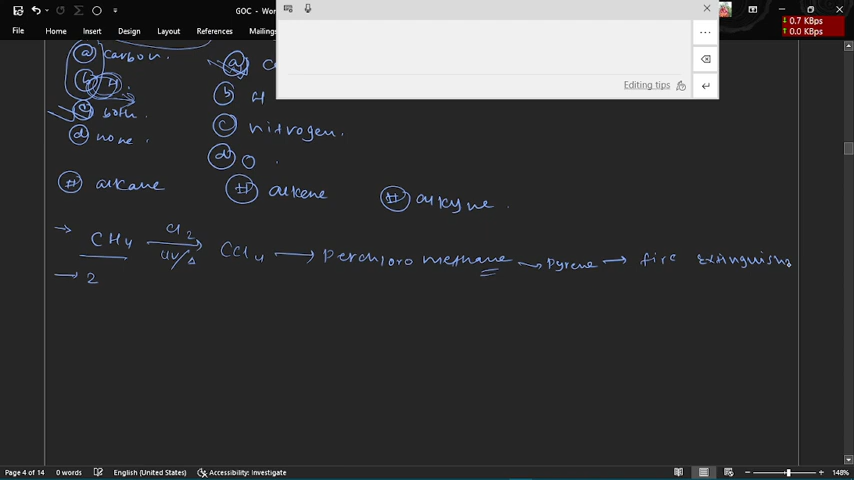 GOC - Wor
0.7 KBps
0.0 KBps
File Home Insert Draw Design Layout References Mailings
Editing tips
(a) carbon. (a) C
(b) H. (b) H
(c) both. (c) nitrogen.
(d) none. (d) O.
(#) alkane (#) alkene (#) alkyne.
→ CH4 Cl2 uv/Δ → CCl4 → Perchloro methane → Pyrene → fire extinguish
→ 2
Page 4 of 14 0 words English (United States) Accessibility: Investigate 148%